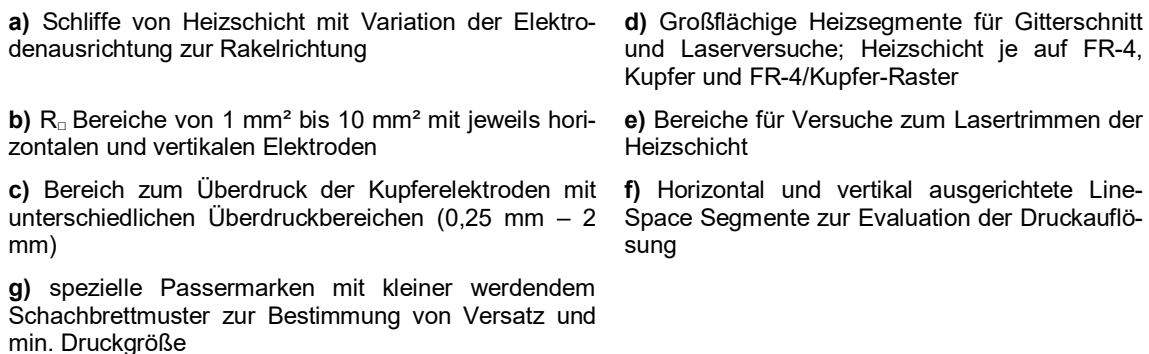 a) Schliffe von Heizschicht mit Variation der Elektro-
denausrichtung zur Rakelrichtung
b) R□ Bereiche von 1 mm² bis 10 mm² mit jeweils hori-
zontalen und vertikalen Elektroden
c) Bereich zum Überdruck der Kupferelektroden mit
unterschiedlichen Überdruckbereichen (0,25 mm – 2
mm)
g) spezielle Passermarken mit kleiner werdendem
Schachbrettmuster zur Bestimmung von Versatz und
min. Druckgröße
d) Großflächige Heizsegmente für Gitterschnitt
und Laserversuche; Heizschicht je auf FR-4,
Kupfer und FR-4/Kupfer-Raster
e) Bereiche für Versuche zum Lasertrimmen der
Heizschicht
f) Horizontal und vertikal ausgerichtete Line-
Space Segmente zur Evaluation der Druckauflö-
sung